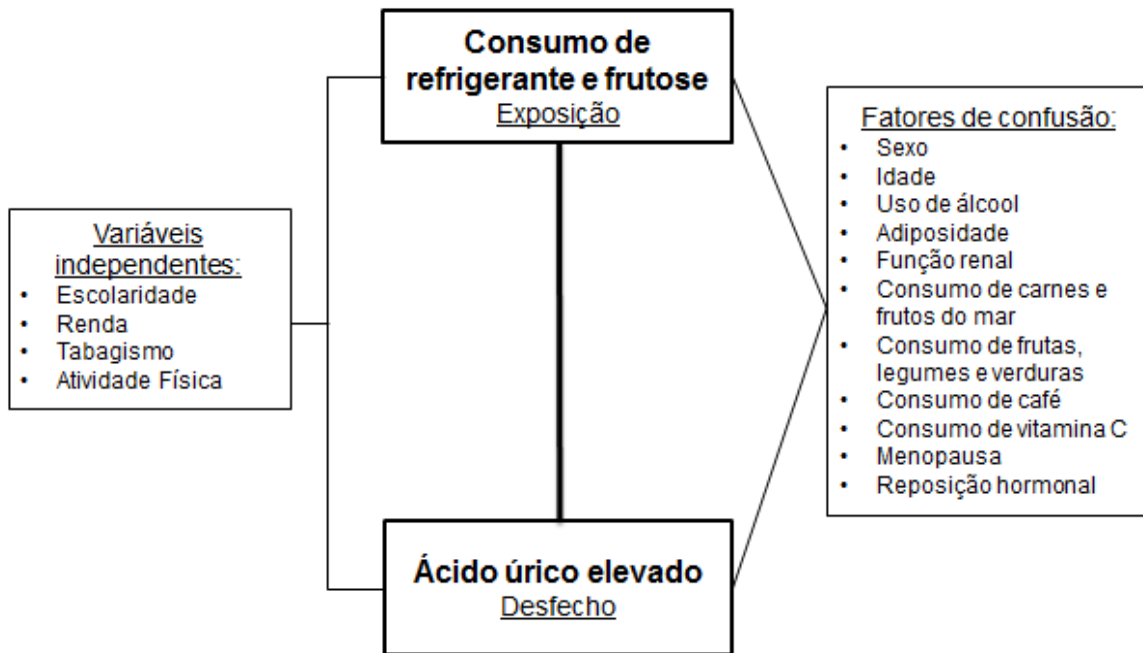 Consumo de
refrigerante e frutose
Exposição
Variáveis
independentes:
• Escolaridade
• Renda
• Tabagismo
• Atividade Física
Fatores de confusão:
• Sexo
• Idade
• Uso de álcool
• Adiposidade
• Função renal
• Consumo de carnes e
frutos do mar
• Consumo de frutas,
legumes e verduras
• Consumo de café
• Consumo de vitamina C
• Menopausa
• Reposição hormonal
Ácido úrico elevado
Desfecho